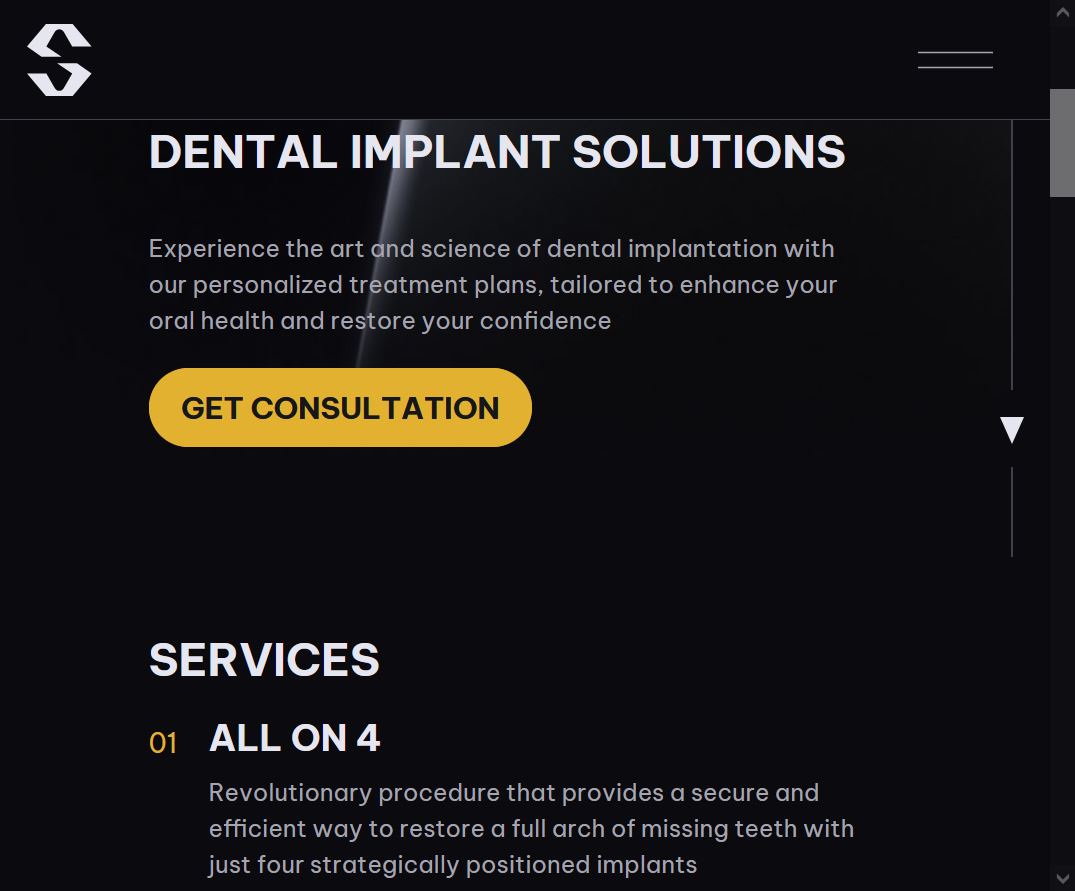 DENTAL IMPLANT SOLUTIONS
Experience the art and science of dental implantation with
our personalized treatment plans, tailored to enhance your
oral health and restore your confidence
GET CONSULTATION
SERVICES
01 ALL ON 4
Revolutionary procedure that provides a secure and
efficient way to restore a full arch of missing teeth with
just four strategically positioned implants